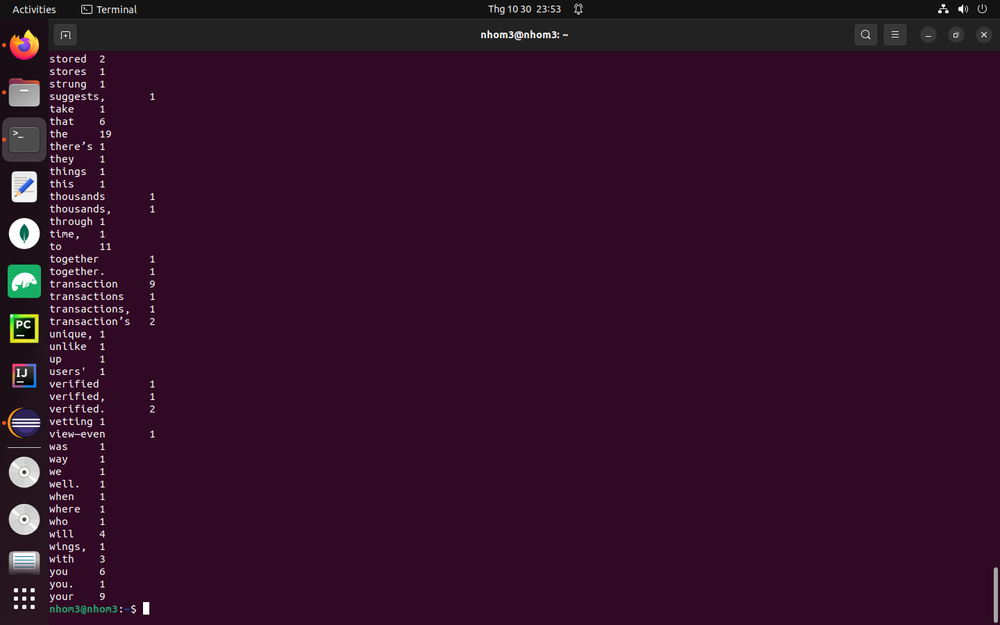 Activities
Terminal
Thg 10 30 23:53
nhom3@nhom3: ~
stored 2
stores 1
strung 1
suggests, 1
take 1
that 6
the 19
there’s 1
they 1
things 1
this 1
thousands 1
thousands, 1
through 1
time, 1
to 11
together 1
together. 1
transaction 9
transactions 1
transactions, 1
transaction’s 2
unique, 1
unlike 1
up 1
users' 1
verified 1
verified, 1
verified. 2
vetting 1
view—even 1
was 1
way 1
we 1
well. 1
when 1
where 1
who 1
will 4
wings, 1
with 3
you 6
you. 1
your 9
nhom3@nhom3:~$
>_
PC
IJ